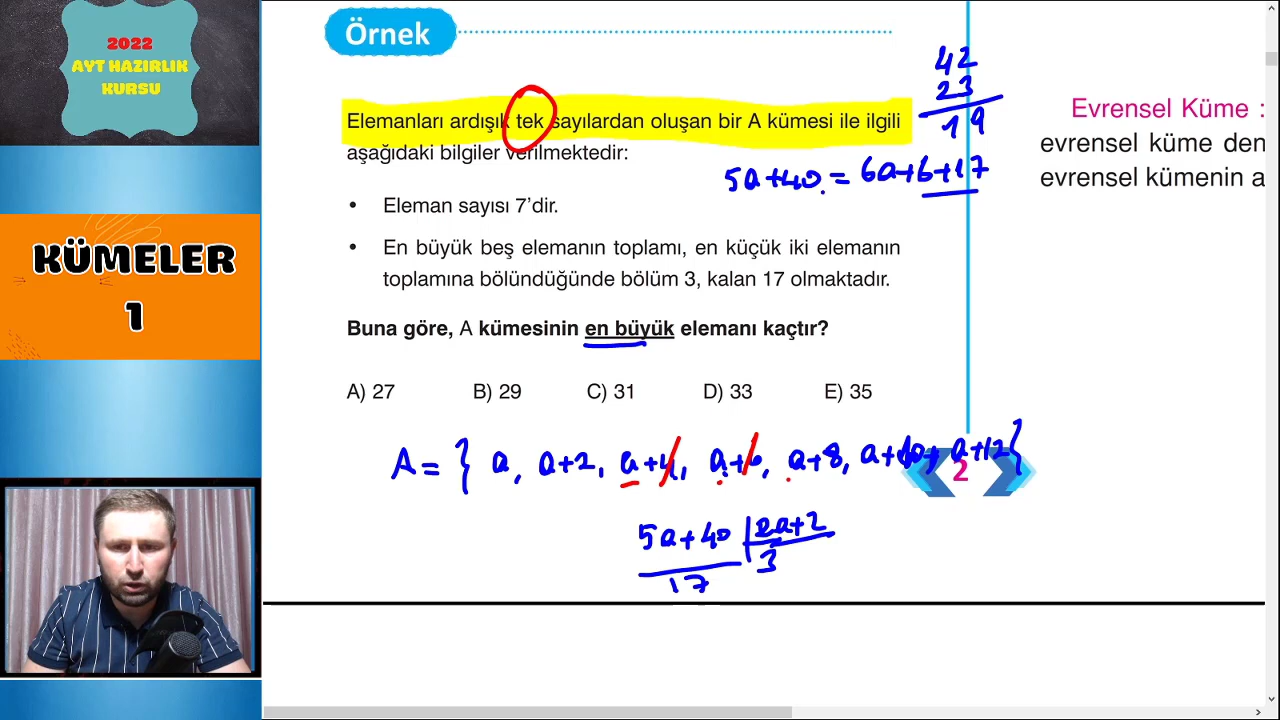 2022
AYT HAZIRLIK
KURSU
KÜMELER
1
Örnek
Elemanları ardışık tek sayılardan oluşan bir A kümesi ile ilgili
aşağıdaki bilgiler verilmektedir:
• Eleman sayısı 7'dir.
• En büyük beş elemanın toplamı, en küçük iki elemanın
toplamına bölündüğünde bölüm 3, kalan 17 olmaktadır.
Buna göre, A kümesinin en büyük elemanı kaçtır?
A) 27 B) 29 C) 31 D) 33 E) 35
42
23
19
5a+40 = 6a+6+17
A = { a, a+2, a+4, a+6, a+8, a+10, a+12}
2
5a+40 2a+2
3
17
Evrensel Küme :
evrensel küme den
evrensel kümenin a